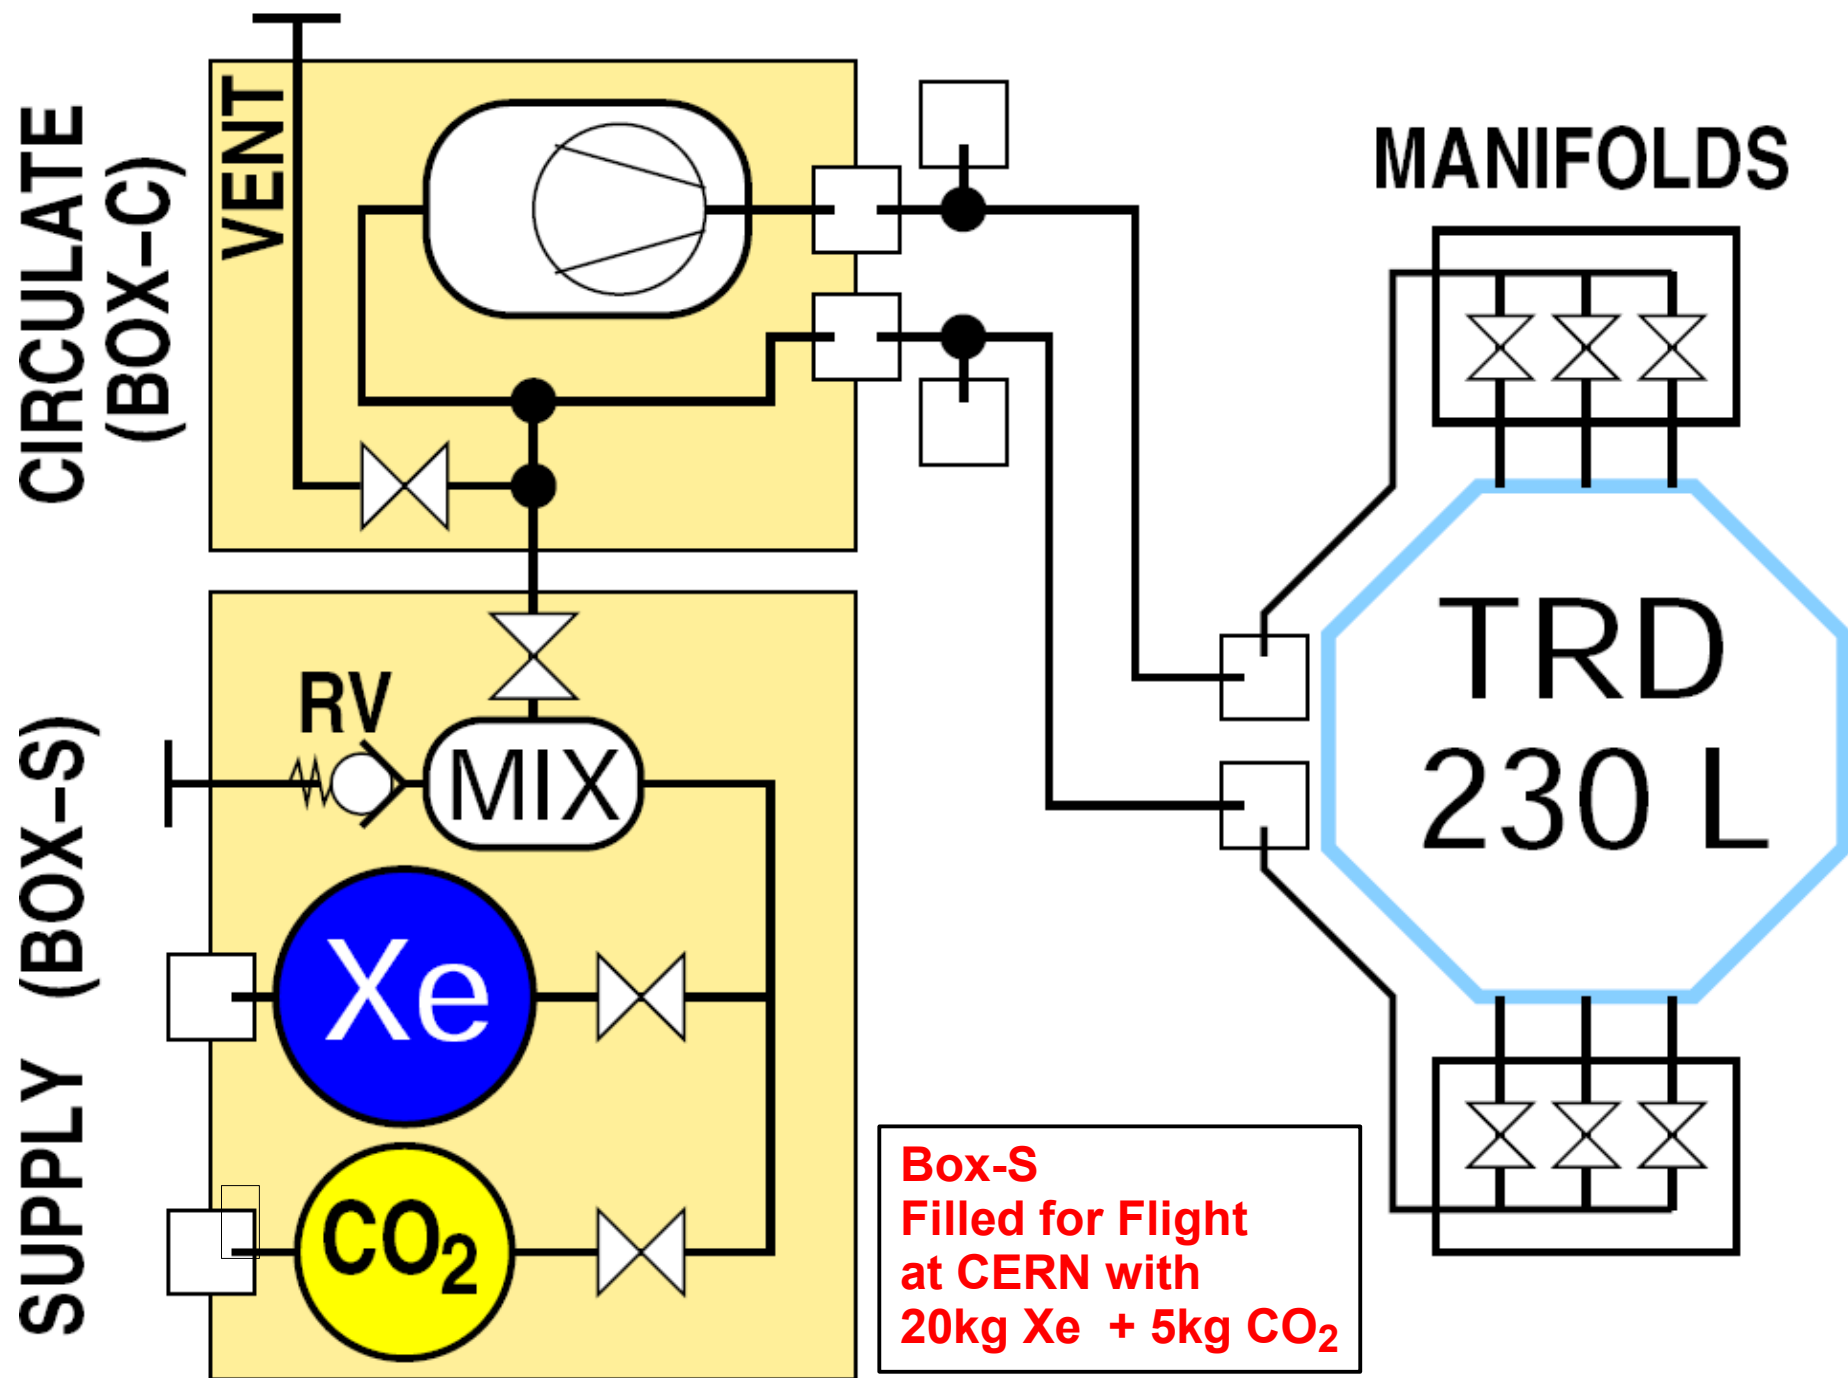 CIRCULATE
(BOX–C)
VENT
MANIFOLDS
SUPPLY (BOX–S)
RV
MIX
Xe
CO2
TRD
230 L
Box-S
Filled for Flight
at CERN with
20kg Xe + 5kg CO2